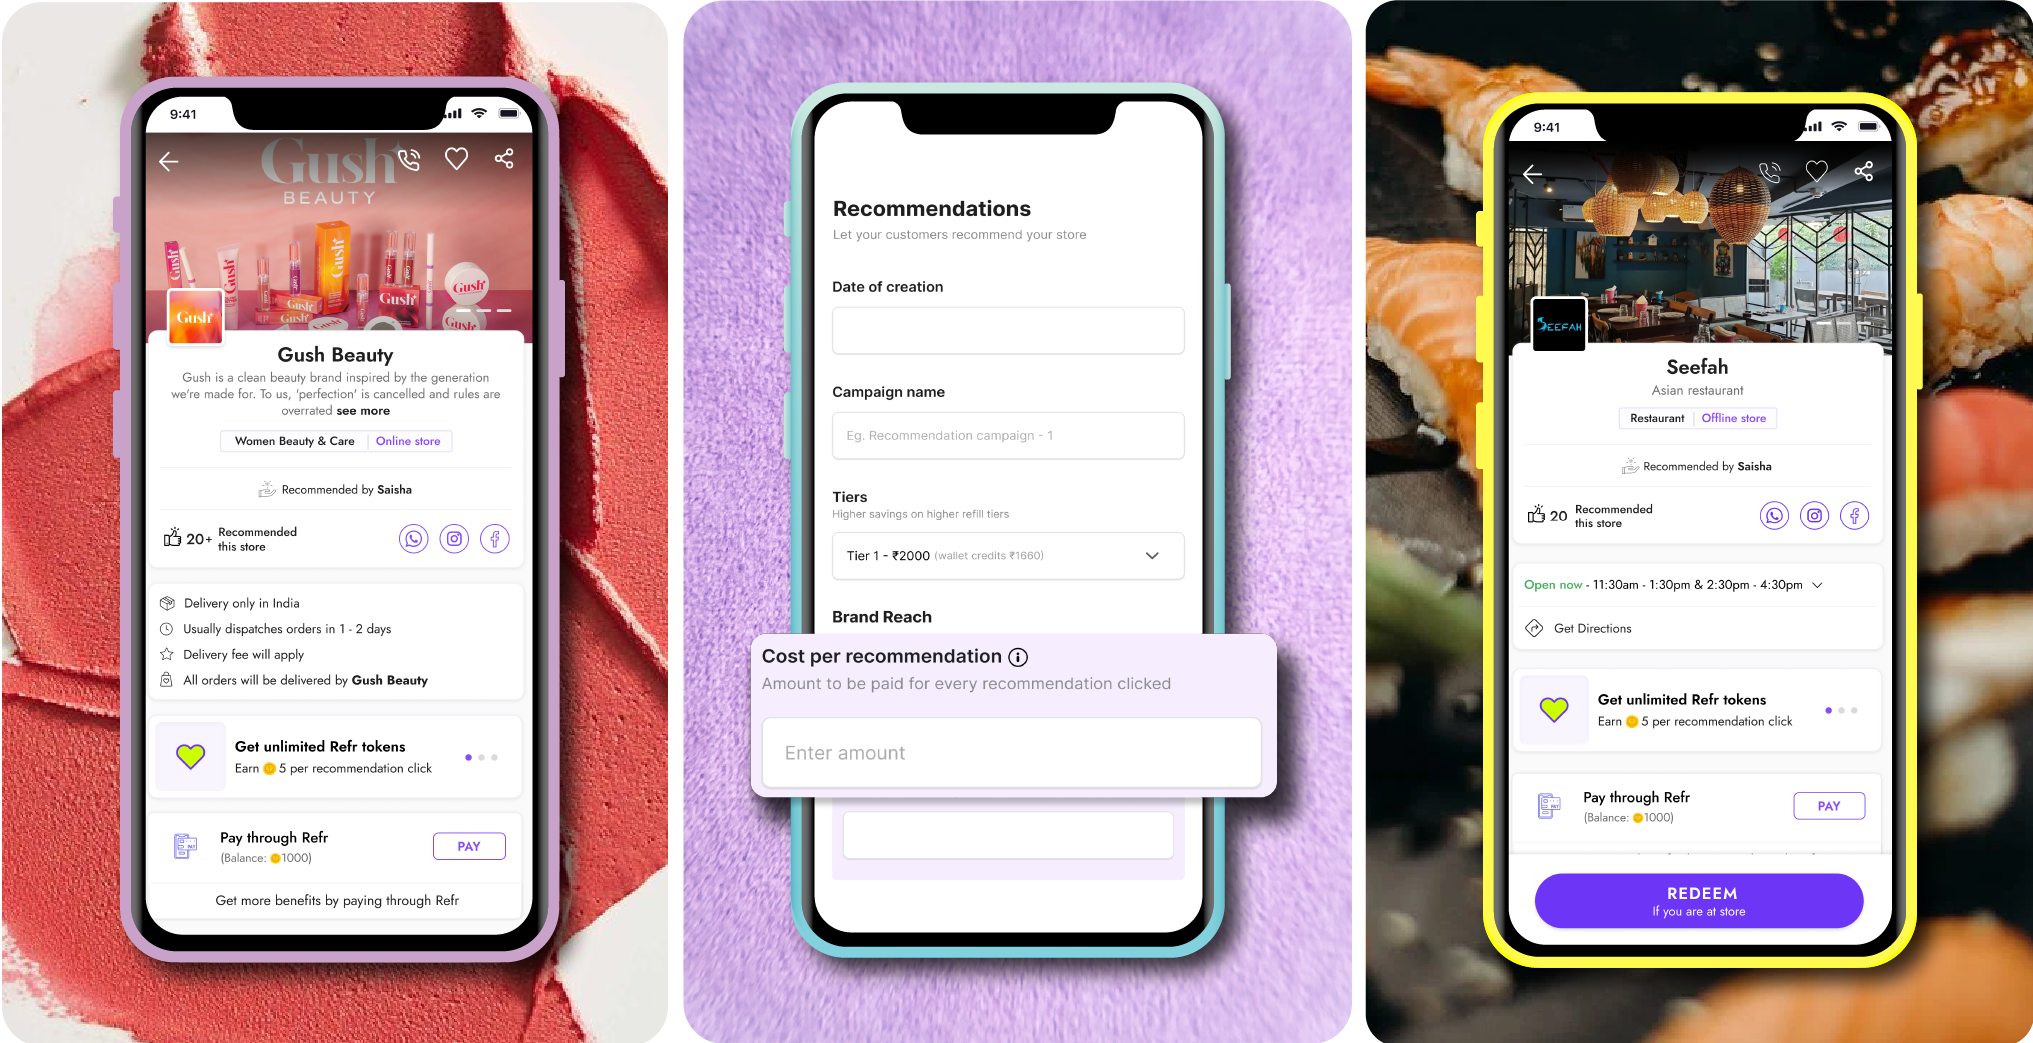 9:41
Gush
BEAUTY
Gush
Gush
Gush
Gush
Gush
Gush
Gush
Gush Beauty
Gush is a clean beauty brand inspired by the generation
we're made for. To us, 'perfection' is cancelled and rules are
overrated see more
Women Beauty & Care | Online store
Recommended by Saisha
20+ Recommended
this store
Delivery only in India
Usually dispatches orders in 1 - 2 days
Delivery fee will apply
All orders will be delivered by Gush Beauty
Get unlimited Refr tokens
Earn 5 per recommendation click
Pay through Refr
(Balance: 1000)
PAY
Get more benefits by paying through Refr
Recommendations
Let your customers recommend your store
Date of creation
Campaign name
Eg. Recommendation campaign - 1
Tiers
Higher savings on higher refill tiers
Tier 1 - ₹2000 (wallet credits ₹1660)
Brand Reach
Cost per recommendation
Amount to be paid for every recommendation clicked
Enter amount
9:41
SEEFAH
Seefah
Asian restaurant
Restaurant | Offline store
Recommended by Saisha
20 Recommended
this store
Open now - 11:30am - 1:30pm & 2:30pm - 4:30pm
Get Directions
Get unlimited Refr tokens
Earn 5 per recommendation click
Pay through Refr
(Balance: 1000)
PAY
REDEEM
If you are at store